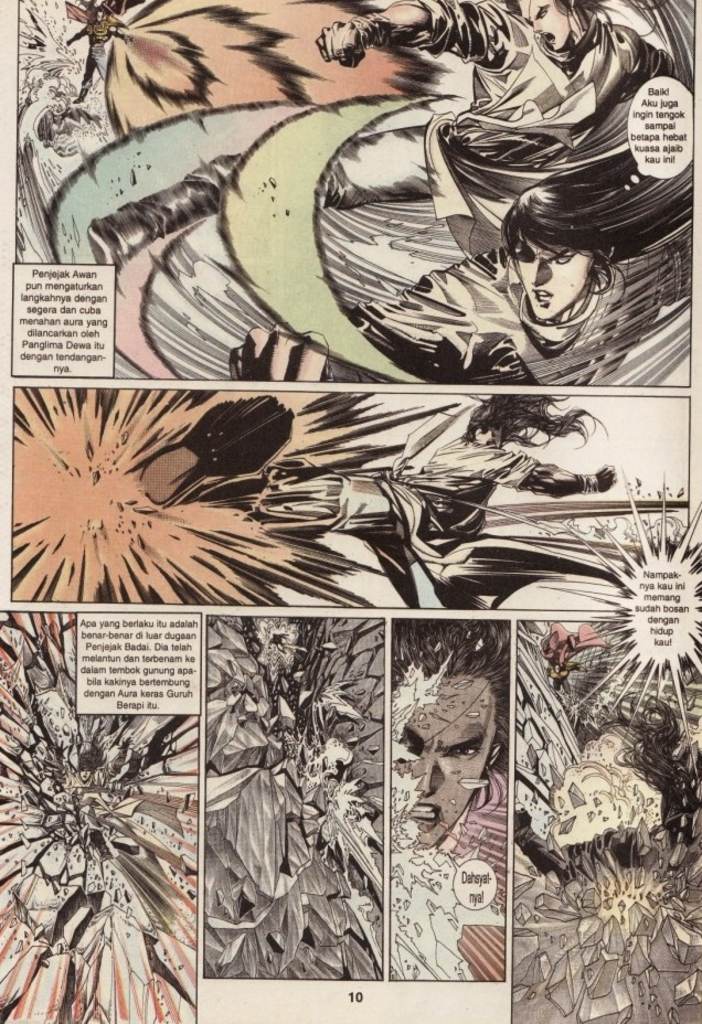 Baik!
Aku juga
ingin tengok
sampai
betapa hebat
kuasa ajaib
kau ini!
Penjejak Awan
pun mengaturkan
langkahnya dengan
segera dan cuba
menahan aura yang
dilancarkan oleh
Panglima Dewa itu
dengan tendangan-
nya.
Nampak-
nya kau ini
memang
sudah bosan
dengan
hidup
kau!
Apa yang berlaku itu adalah
benar-benar di luar dugaan
Penjejak Badai. Dia telah
melantun dan terbenam ke
dalam tembok gunung apa-
bila kakinya bertembung
dengan Aura keras Guruh
Berapi itu.
Dahsyat-
nya!
10